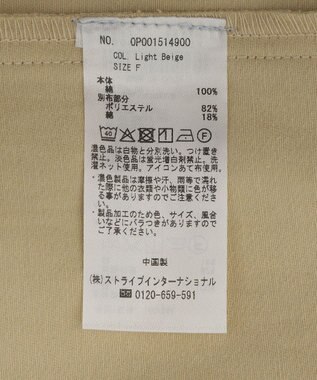 NO. 0P001514900
COL Light Beige
SIZE F
本体
綿 100%
別布部分
ポリエステル 82%
綿 18%
40
F
濃色品は白物と分別洗い。つけ置き
禁止。淡色品は蛍光増白剤禁止。洗
濯ネット使用。アイロンあて布使用。
・濃色製品は摩擦や汗、雨等で濡れ
た際に他の衣類や小物類に色が移
る事がありますのでご注意くださ
い。
・製品加工のため色、サイズ、風合
いなどにバラつきがありますのでご
了承ください。
中国製
(株)ストライプインターナショナル
0120-659-591